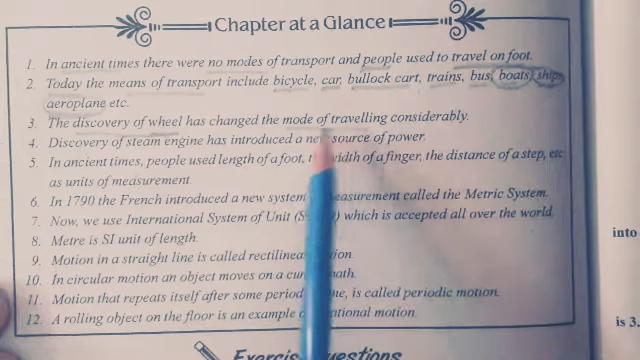 Chapter at a Glance
1. In ancient times there were no modes of transport and people used to travel on foot.
2. Today the means of transport include bicycle, car, bullock cart, trains, bus, boats, ships,
aeroplane etc.
3. The discovery of wheel has changed the mode of travelling considerably.
4. Discovery of steam engine has introduced a new source of power.
5. In ancient times, people used length of a foot, width of a finger, the distance of a step, etc
as units of measurement.
6. In 1790 the French introduced a new system measurement called the Metric System.
7. Now, we use International System of Unit which is accepted all over the world.
8. Metre is SI unit of length.
9. Motion in a straight line is called rectilinear
10. In circular motion an object moves on a
11. Motion that repeats itself after some period is called periodic motion.
12. A rolling object on the floor is an example motion.
into
is 3.